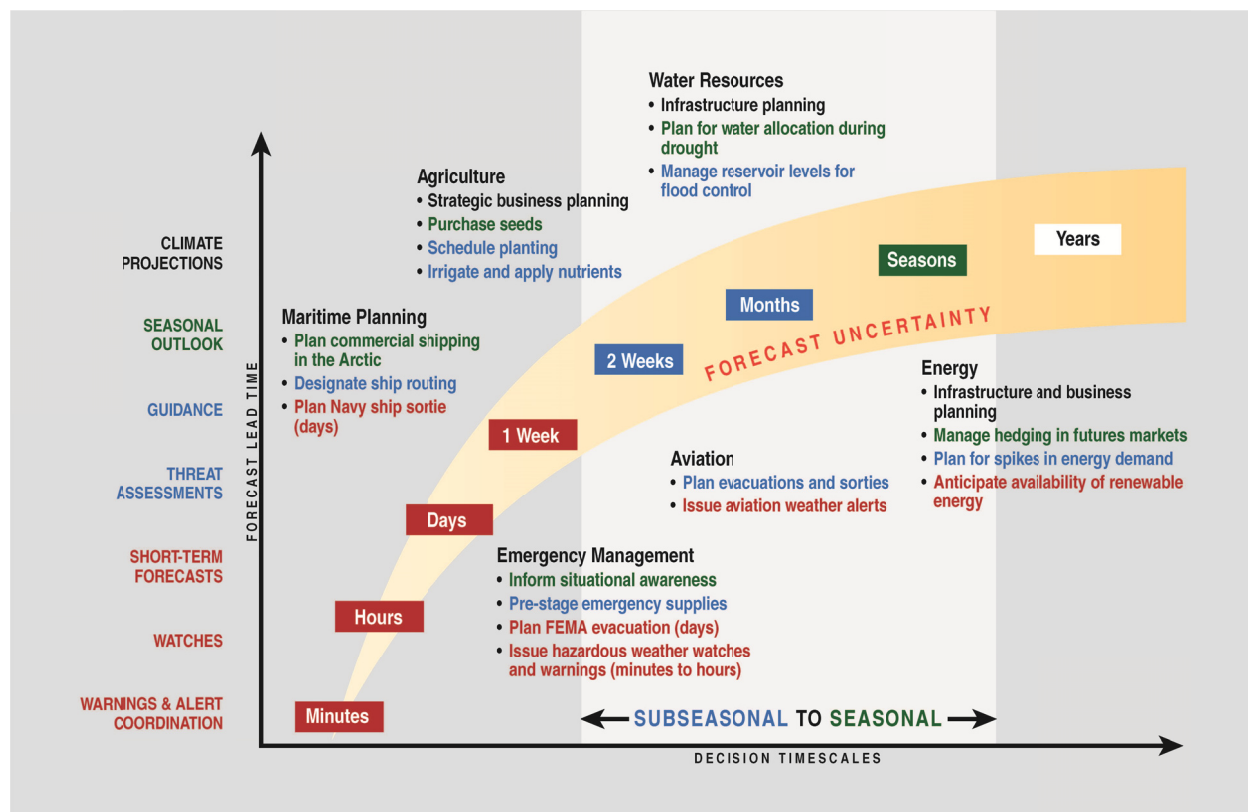 Water Resources
• Infrastructure planning
• Plan for water allocation during
drought
• Manage reservoir levels for
flood control
Agriculture
• Strategic business planning
• Purchase seeds
• Schedule planting
• Irrigate and apply nutrients
Maritime Planning
• Plan commercial shipping
in the Arctic
• Designate ship routing
• Plan Navy ship sortie
(days)
CLIMATE
PROJECTIONS
SEASONAL
OUTLOOK
GUIDANCE
THREAT
ASSESSMENTS
SHORT-TERM
FORECASTS
WATCHES
WARNINGS & ALERT
COORDINATION
FORECAST LEAD TIME
Years
Seasons
Months
2 Weeks
1 Week
Days
Hours
Minutes
FORECAST UNCERTAINTY
Energy
• Infrastructure and business
planning
• Manage hedging in futures markets
• Plan for spikes in energy demand
• Anticipate availability of renewable
energy
Aviation
• Plan evacuations and sorties
• Issue aviation weather alerts
Emergency Management
• Inform situational awareness
• Pre-stage emergency supplies
• Plan FEMA evacuation (days)
• Issue hazardous weather watches
and warnings (minutes to hours)
SUBSEASONAL TO SEASONAL
DECISION TIMESCALES